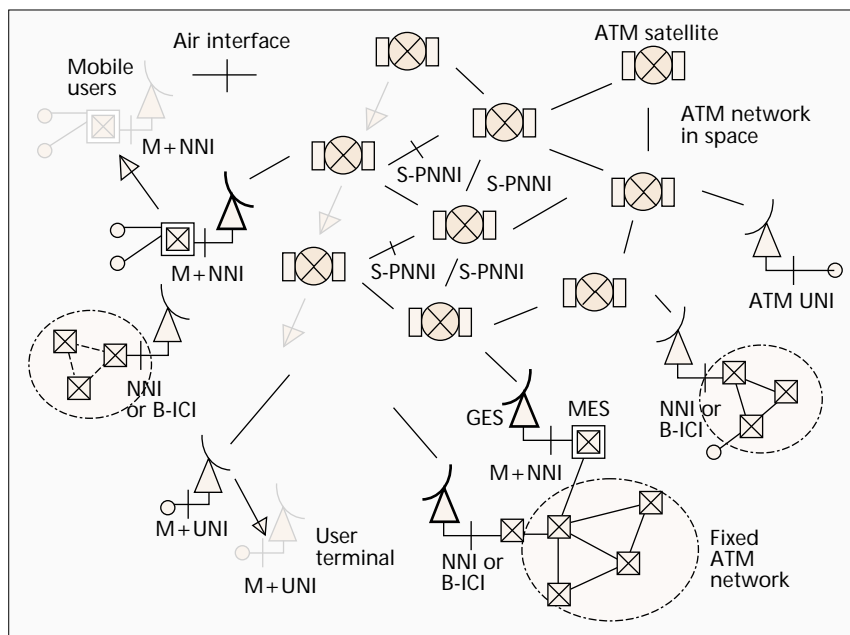 Air interface
ATM satellite
Mobile
users
M+NNI
ATM network
in space
S-PNNI
S-PNNI
M+NNI
S-PNNI
S-PNNI
ATM UNI
NNI
or B-ICI
GES
MES
NNI or
B-ICI
M+NNI
M+UNI
User
terminal
M+UNI
NNI or
B-ICI
Fixed
ATM
network